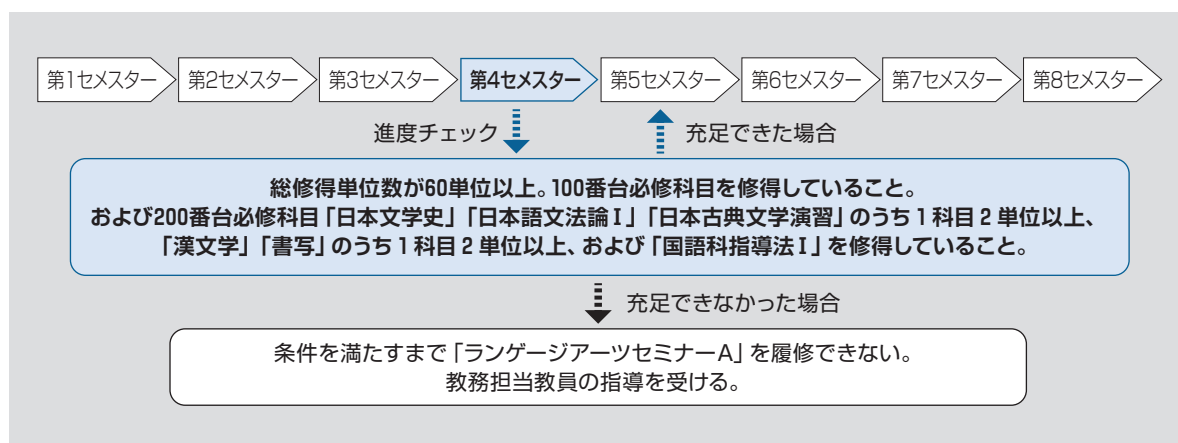 第1セメスター
第2セメスター
第3セメスター
第4セメスター
第5セメスター
第6セメスター
第7セメスター
第8セメスター
進度チェック
充足できた場合
総修得単位数が60単位以上。100番台必修科目を修得していること。
および200番台必修科目「日本文学史」「日本語文法論Ⅰ」「日本古典文学演習」のうち1科目2単位以上、
「漢文学」「書写」のうち1科目2単位以上、および「国語科指導法Ⅰ」を修得していること。
充足できなかった場合
条件を満たすまで「ランゲージアーツセミナーA」を履修できない。
教務担当教員の指導を受ける。